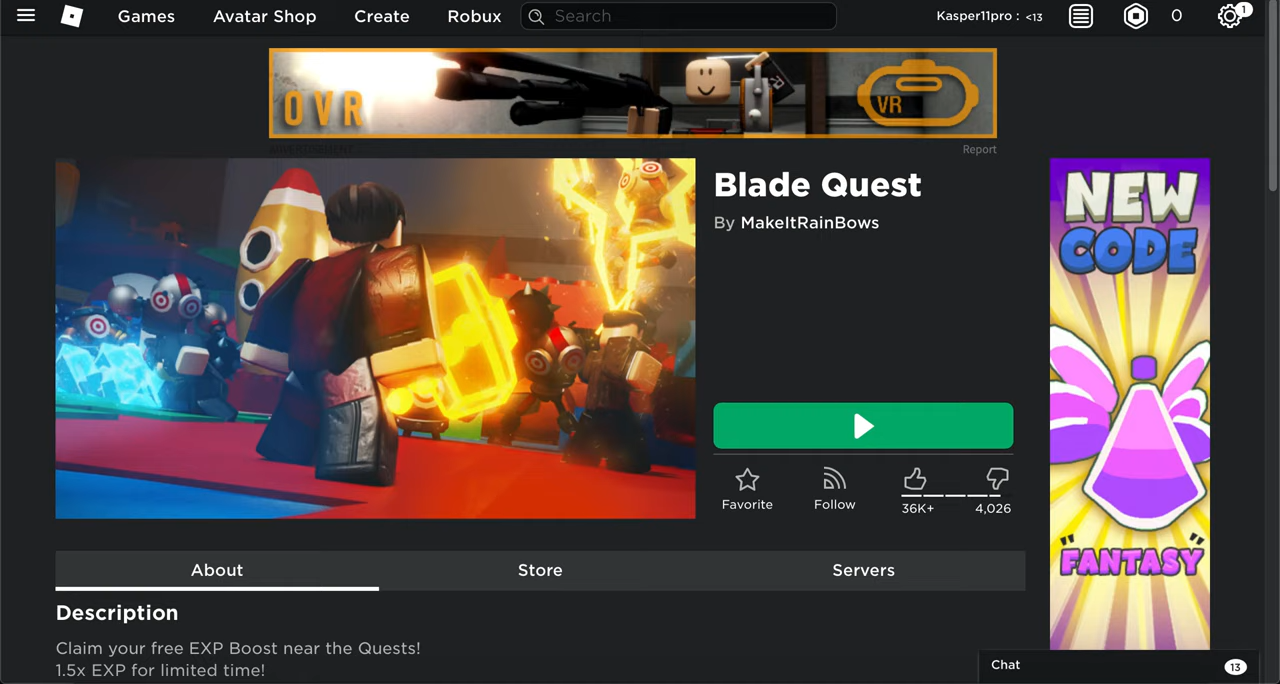 Games
Avatar Shop
Create
Robux
Search
Kasper11pro : <13
0
1
OVR
VR
ADVERTISEMENT
Report
Blade Quest
By MakeItRainBows
NEW
CODE
"FANTASY"
Favorite
Follow
36K+
4,026
About
Store
Servers
Description
Claim your free EXP Boost near the Quests!
1.5x EXP for limited time!
Chat
13